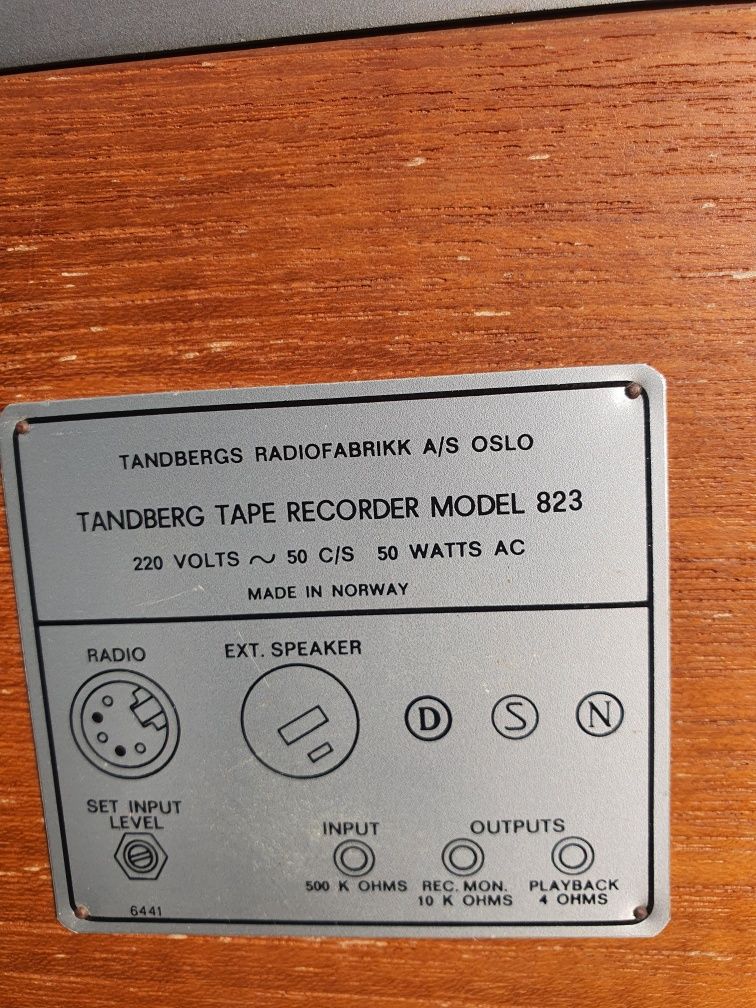 TANDBERGS RADIOFABRIKK A/S OSLO
TANDBERG TAPE RECORDER MODEL 823
220 VOLTS ~ 50 C/S 50 WATTS AC
MADE IN NORWAY
RADIO
EXT. SPEAKER
D S N
SET INPUT
LEVEL
INPUT
500 K OHMS
OUTPUTS
REC. MON.
10 K OHMS
PLAYBACK
4 OHMS
6441